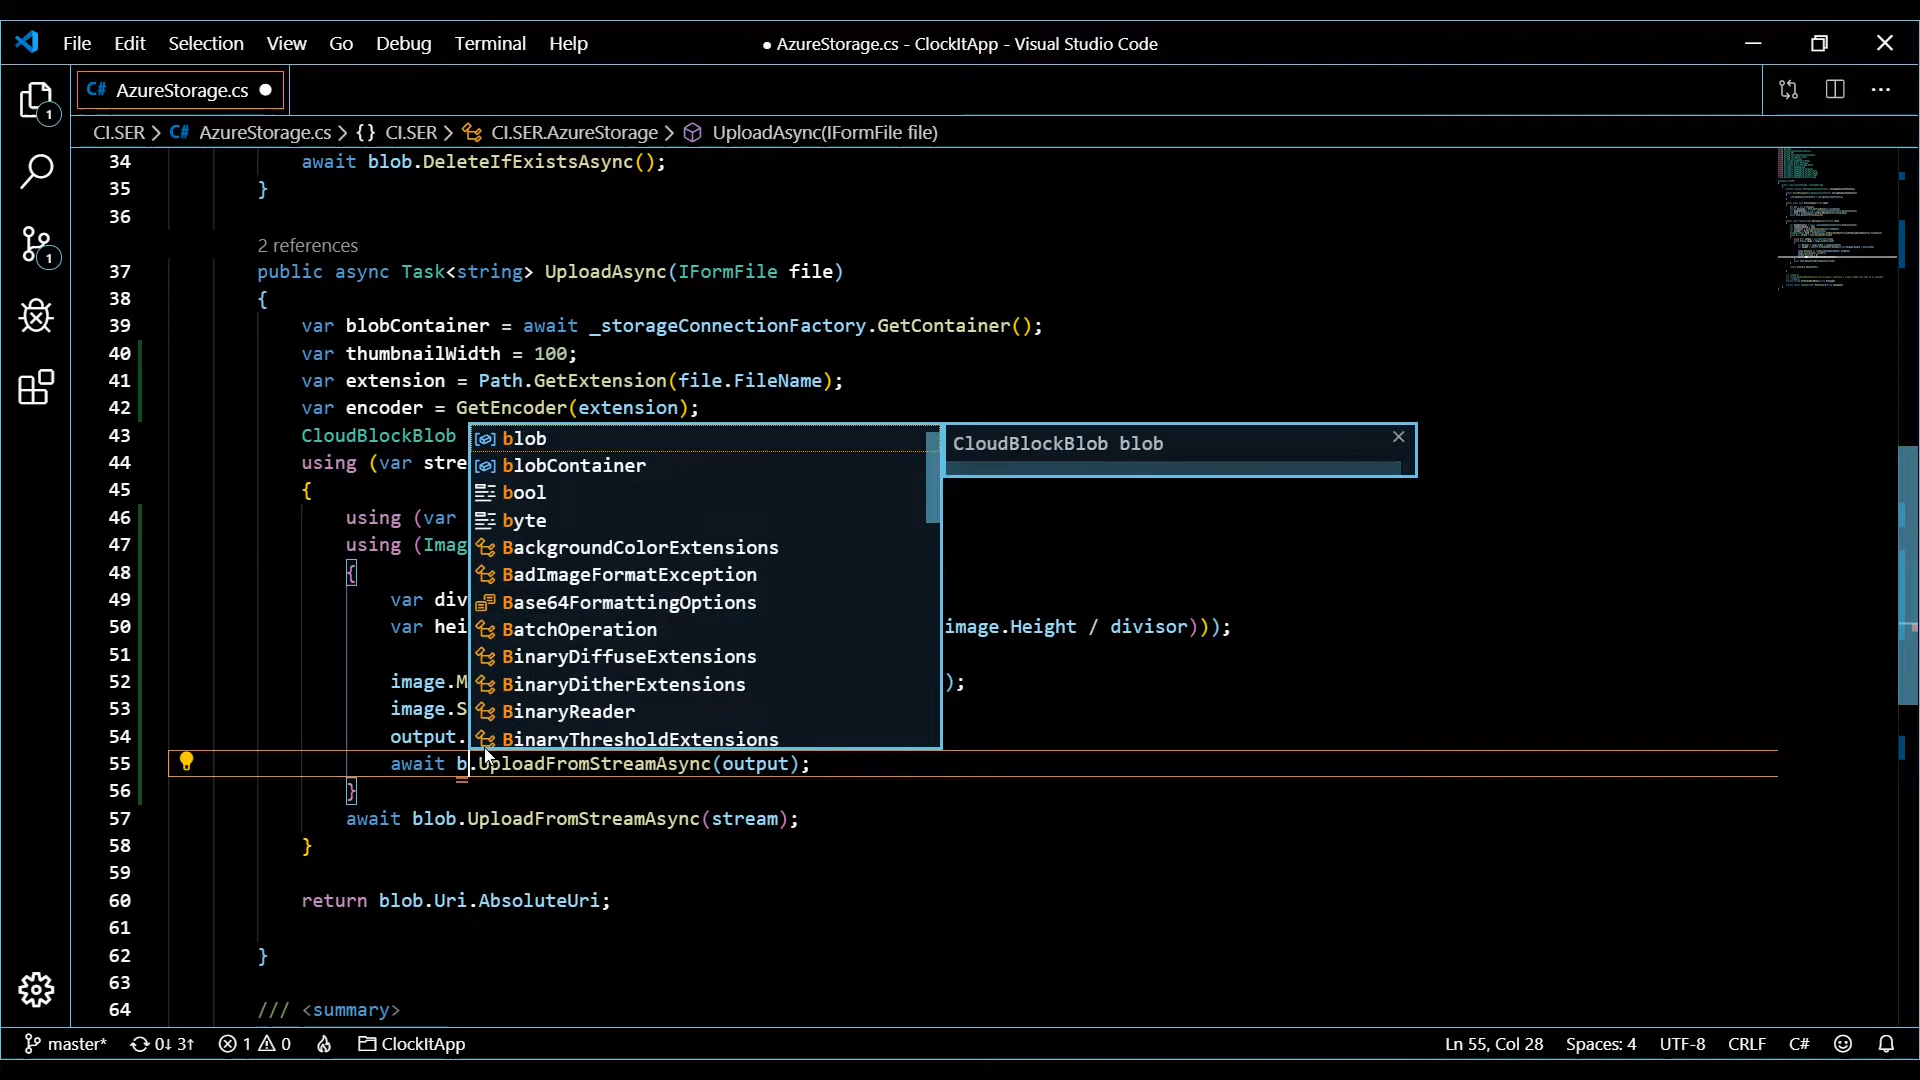 File Edit Selection View Go Debug Terminal Help ● AzureStorage.cs - ClockItApp - Visual Studio Code
C# AzureStorage.cs ●
CI.SER > C# AzureStorage.cs > {} CI.SER > CI.SER.AzureStorage > UploadAsync(IFormFile file)
1
1
34 await blob.DeleteIfExistsAsync();
35 }
36
2 references
37 public async Task<string> UploadAsync(IFormFile file)
38 {
39 var blobContainer = await _storageConnectionFactory.GetContainer();
40 var thumbnailWidth = 100;
41 var extension = Path.GetExtension(file.FileName);
42 var encoder = GetEncoder(extension);
43 CloudBlockBlob
44 using (var stre
45 {
46 using (var
47 using (Imag
48 {
49 var div
50 var hei image.Height / divisor)));
51
52 image.M );
53 image.S
54 output.
55 await b.UploadFromStreamAsync(output);
56 }
57 await blob.UploadFromStreamAsync(stream);
58 }
59
60 return blob.Uri.AbsoluteUri;
61
62 }
63
64 /// <summary>
blob
blobContainer
bool
byte
BackgroundColorExtensions
BadImageFormatException
Base64FormattingOptions
BatchOperation
BinaryDiffuseExtensions
BinaryDitherExtensions
BinaryReader
BinaryThresholdExtensions
CloudBlockBlob blob
master* 0↓ 3↑ 1 0 ClockItApp Ln 55, Col 28 Spaces: 4 UTF-8 CRLF C#